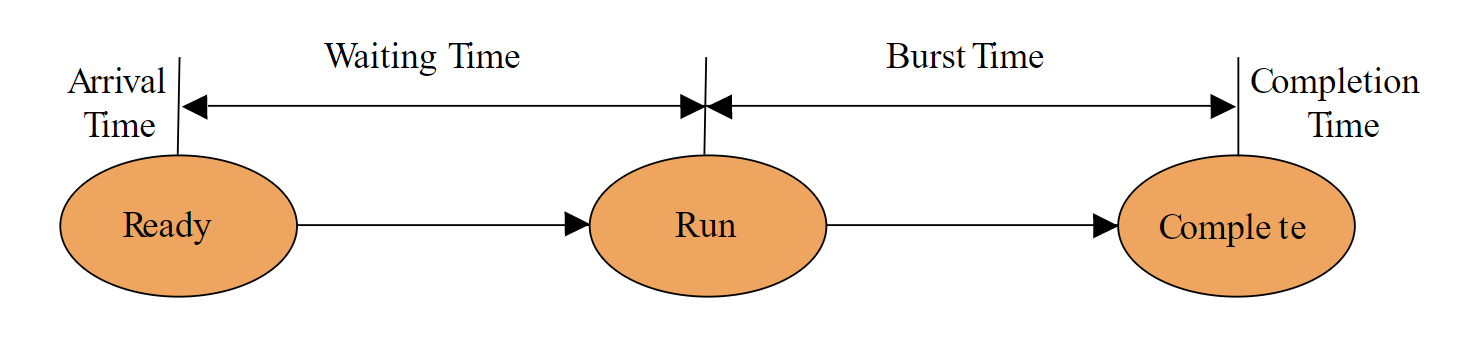 Waiting Time
Burst Time
Arrival
Time
Completion
Time
Ready
Run
Comple te